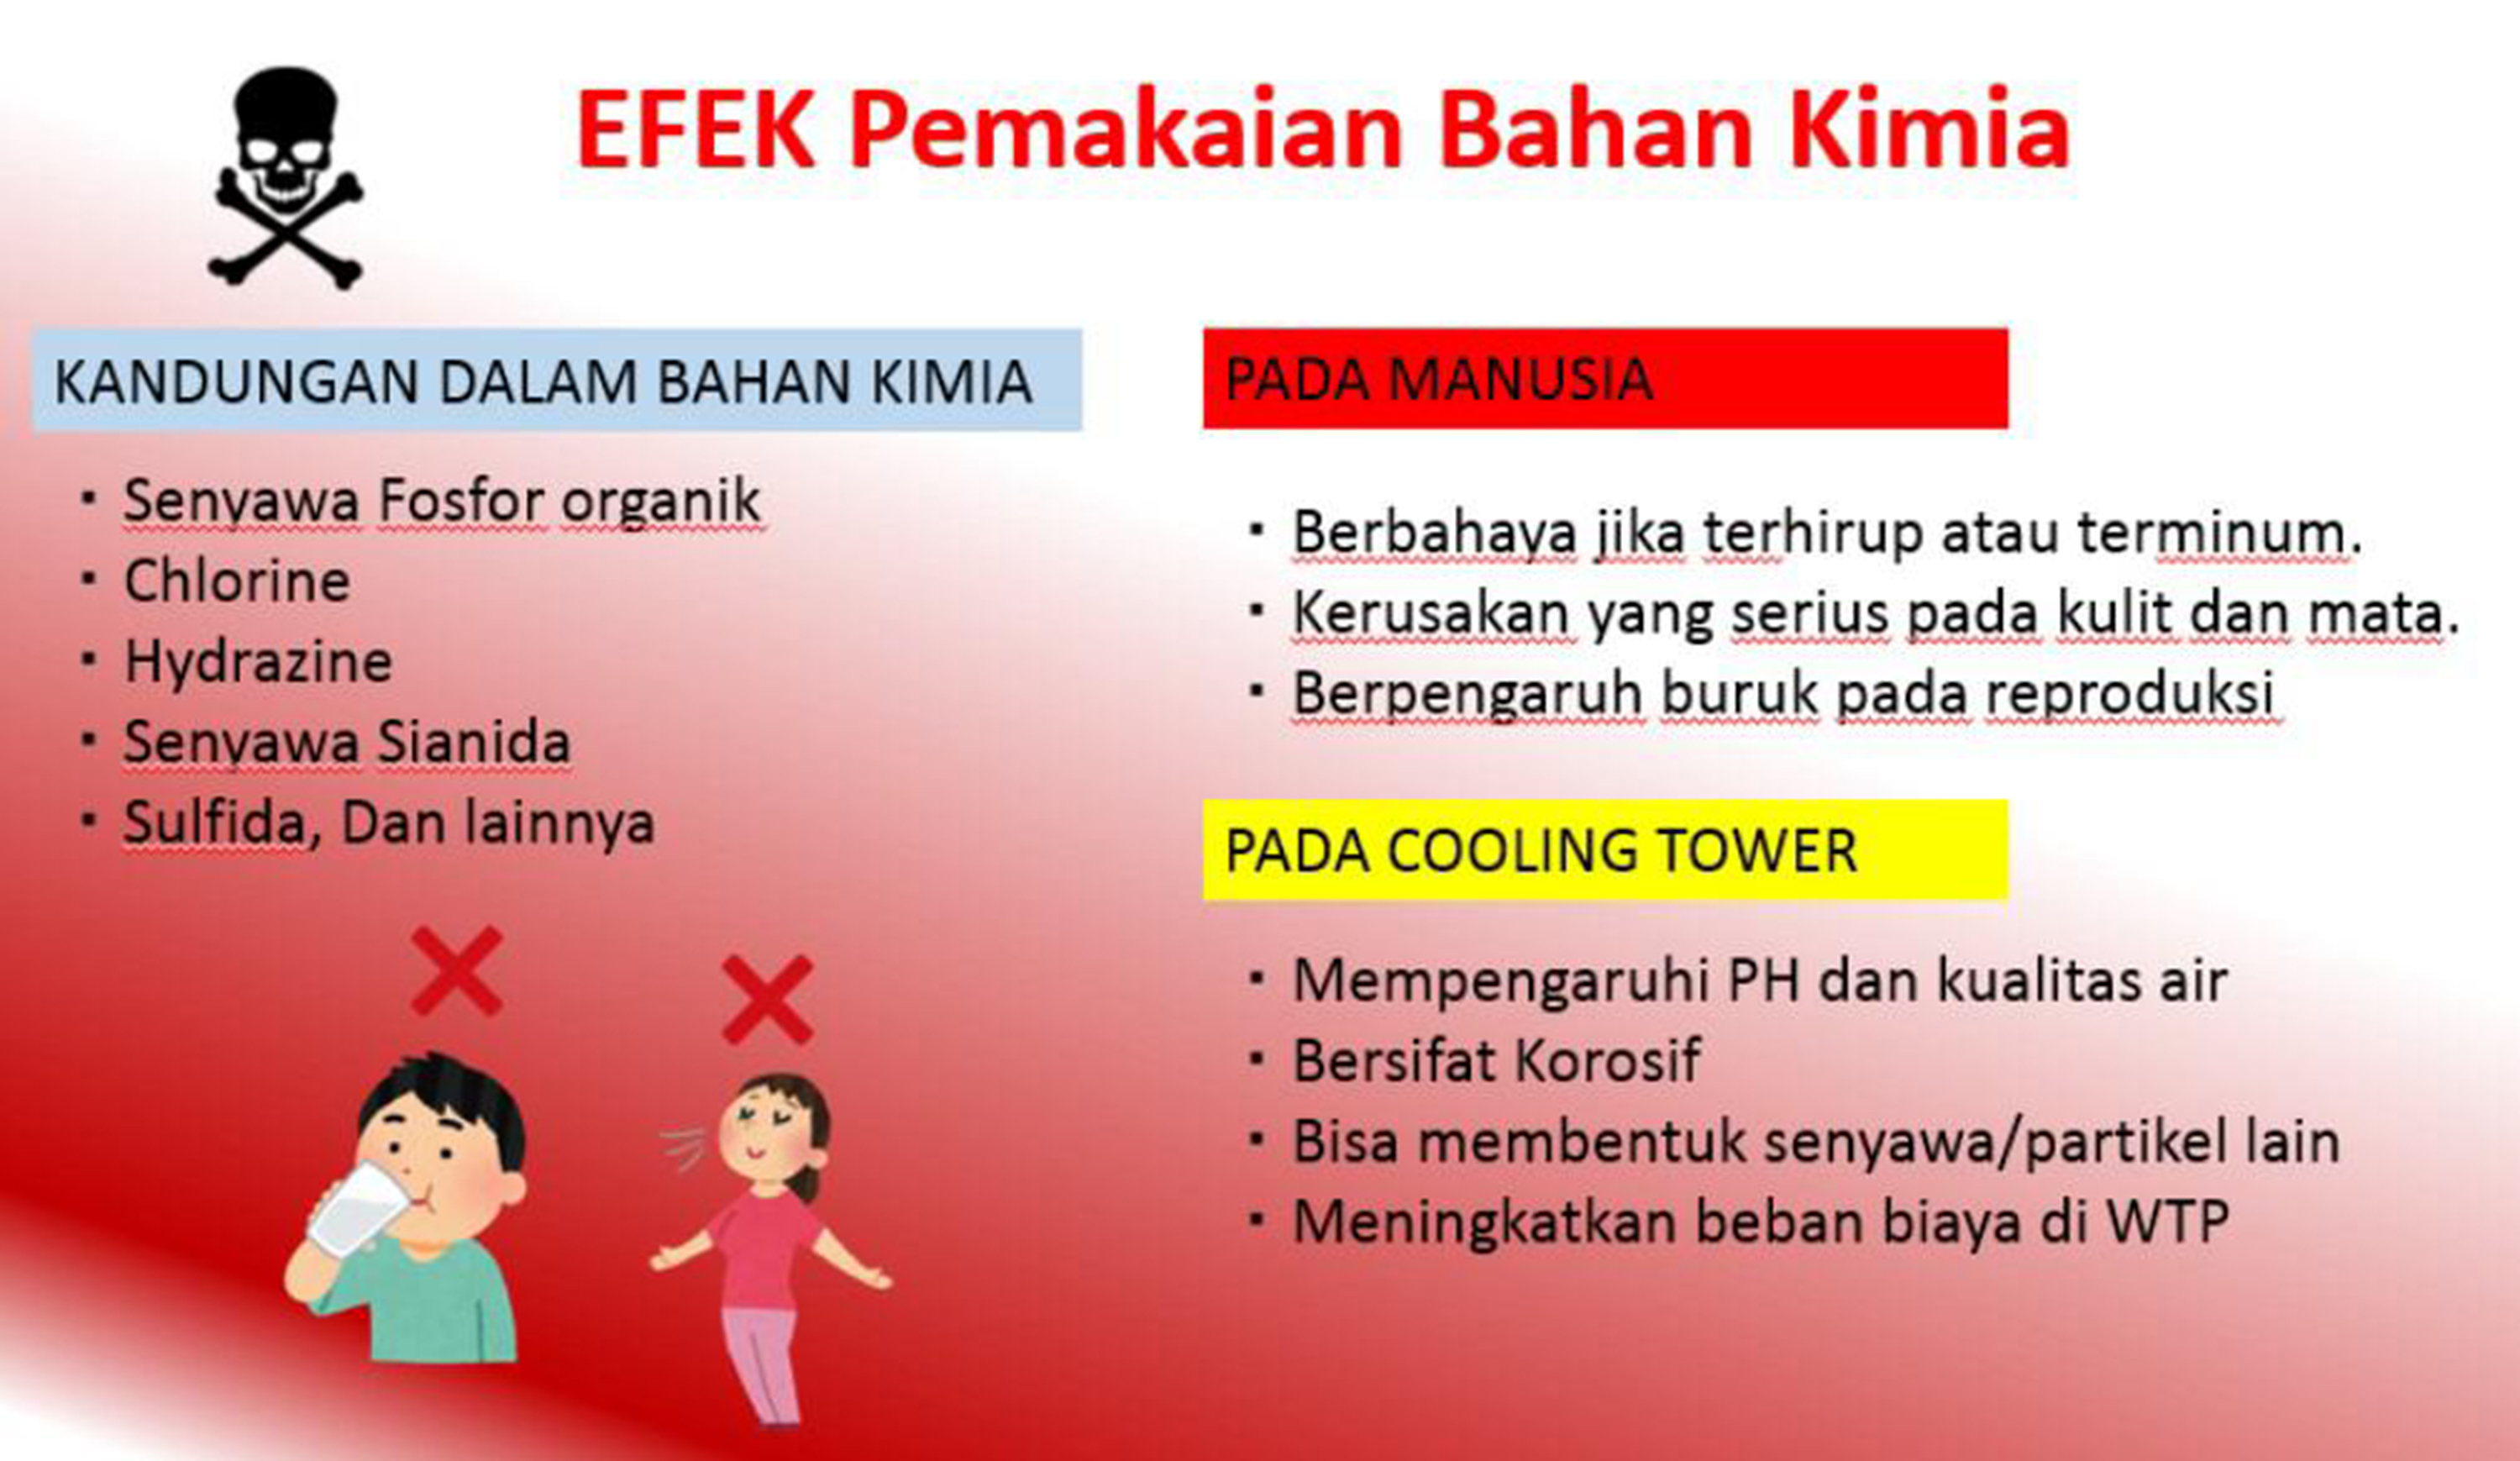 EFEK Pemakaian Bahan Kimia
KANDUNGAN DALAM BAHAN KIMIA
▪ Senyawa Fosfor organik
▪ Chlorine
▪ Hydrazine
▪ Senyawa Sianida
▪ Sulfida, Dan lainnya
PADA MANUSIA
▪ Berbahaya jika terhirup atau terminum.
▪ Kerusakan yang serius pada kulit dan mata.
▪ Berpengaruh buruk pada reproduksi
PADA COOLING TOWER
▪ Mempengaruhi PH dan kualitas air
▪ Bersifat Korosif
▪ Bisa membentuk senyawa/partikel lain
▪ Meningkatkan beban biaya di WTP